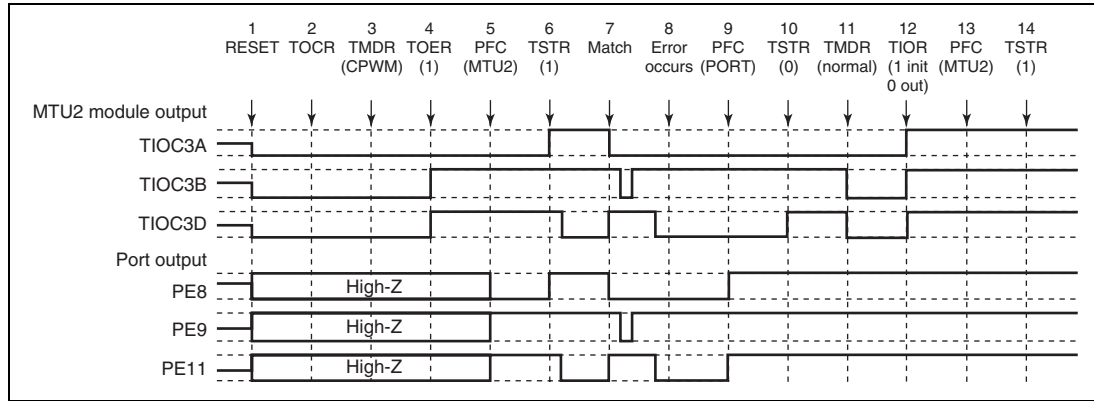 1 2 3 4 5 6 7 8 9 10 11 12 13 14
RESET TOCR TMDR TOER PFC TSTR Match Error PFC TSTR TMDR TIOR PFC TSTR
(CPWM) (1) (MTU2) (1) occurs (PORT) (0) (normal) (1 init (MTU2) (1)
0 out)
MTU2 module output
TIOC3A
TIOC3B
TIOC3D
Port output
PE8 High-Z
PE9 High-Z
PE11 High-Z